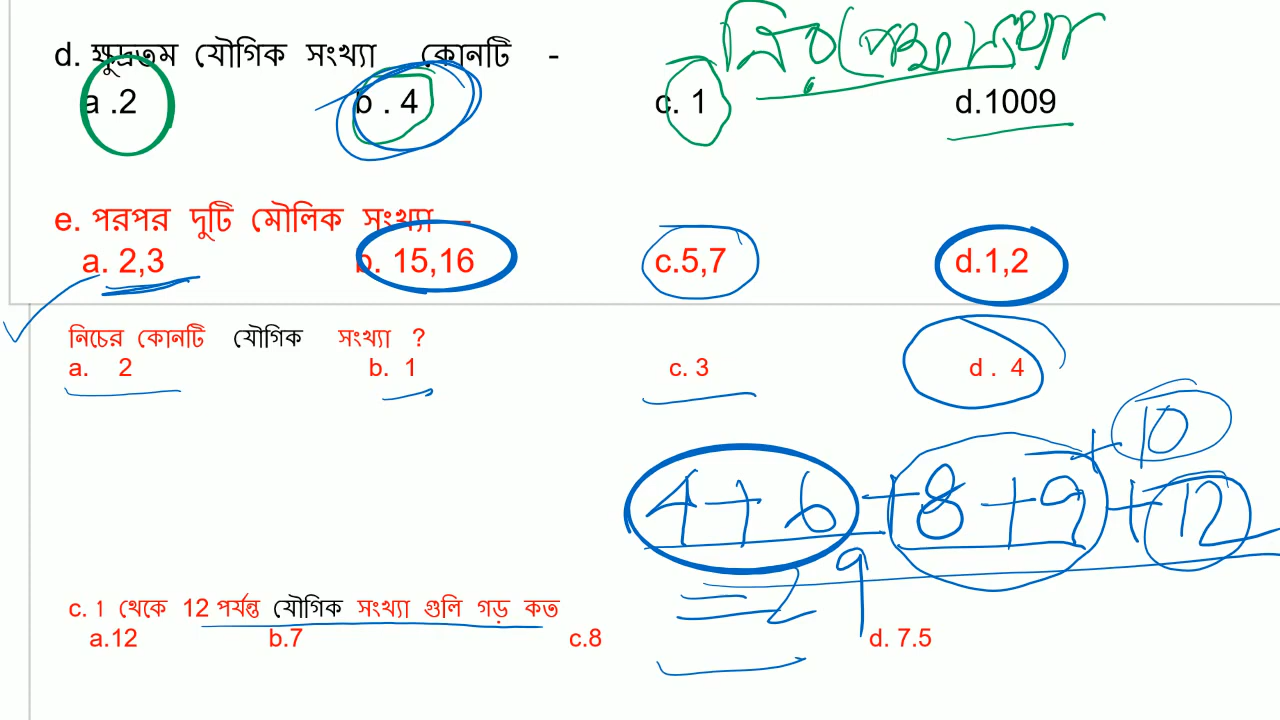 d. ক্ষুদ্রতম যৌগিক সংখ্যা কোনটি -
a .2 b . 4 c. 1 d.1009
e. পরপর দুটি মৌলিক সংখ্যা -
a. 2,3 b. 15,16 c.5,7 d.1,2
নিচের কোনটি যৌগিক সংখ্যা ?
a. 2 b. 1 c. 3 d . 4
+ 10
4 + 6 + 8 + 9 + 12
= 29
c. 1 থেকে 12 পর্যন্ত যৌগিক সংখ্যা গুলি গড় কত
a.12 b.7 c.8 d. 7.5